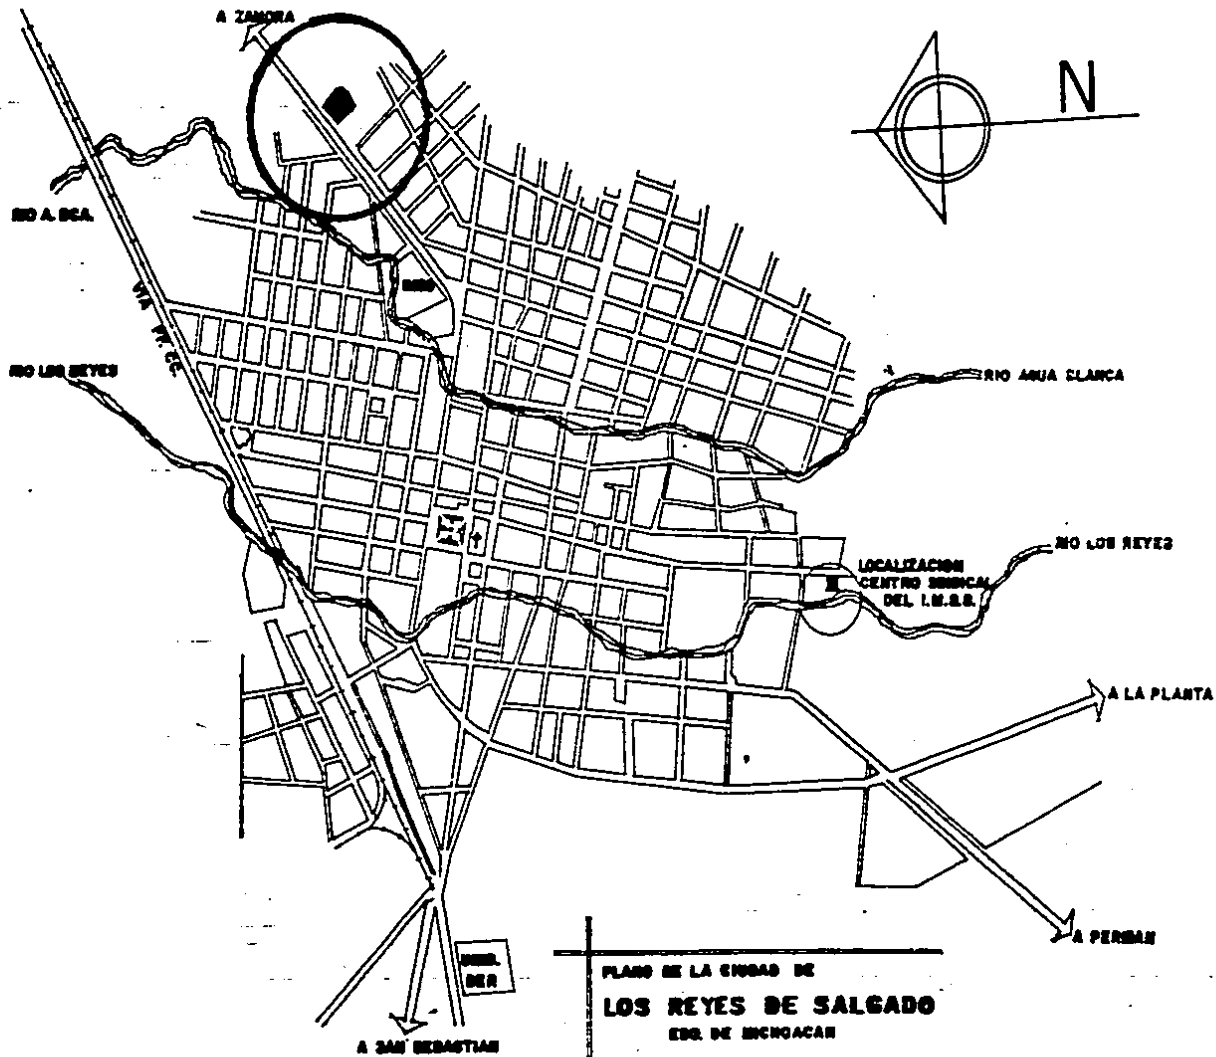 A ZAMORA
N
RIO A. BCA.
VIA FF. CC.
RIO LOS REYES
RIO AGUA BLANCA
RIO LOS REYES
LOCALIZACION
CENTRO SINDICAL
DEL I.M.S.S.
A LA PLANTA
A PERIBAN
A SAN SEBASTIAN
PLANO DE LA CIUDAD DE
LOS REYES DE SALGADO
EDO. DE MICHOACAN